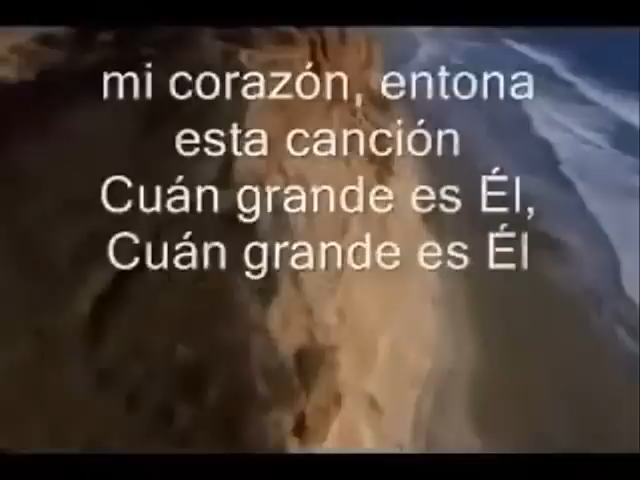 mi corazón, entona
esta canción
Cuán grande es Él,
Cuán grande es Él